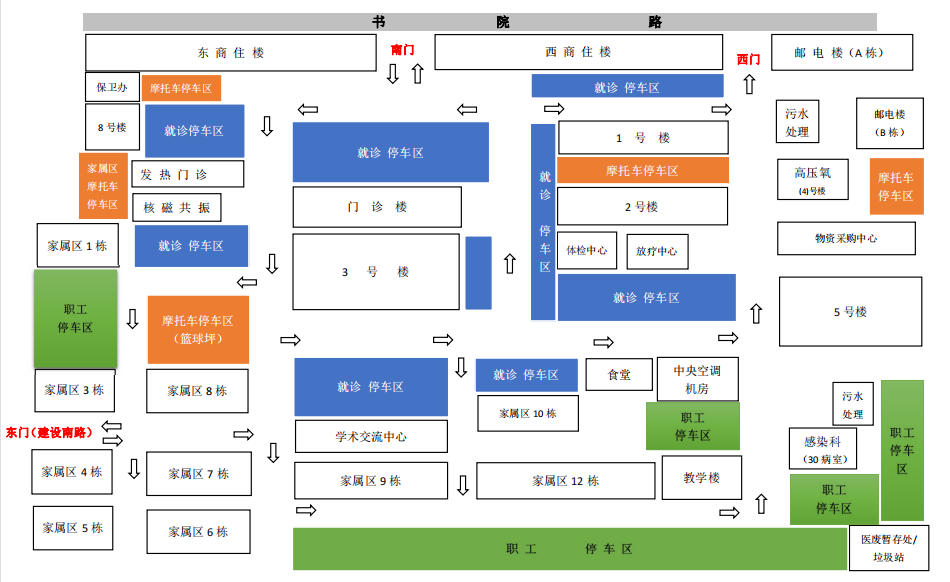 书 院 路
东 商 住 楼
南门
西 商 住 楼
西门
邮 电 楼（A 栋）
保卫办
摩托车停车区
就诊 停车区
8 号楼
就诊停车区
就诊 停车区
就诊 停车区
1 号 楼
污水
处理
邮电楼
（B 栋）
家属区
摩托车
停车区
发 热 门 诊
摩托车停车区
高压氧
(4)号楼
摩托车
停车区
核 磁 共 振
门 诊 楼
2 号楼
家属区 1 栋
就诊 停车区
3 号 楼
体检中心
放疗中心
物资采购中心
职工
停车区
摩托车停车区
（篮球坪）
就诊 停车区
5 号楼
家属区 3 栋
家属区 8 栋
就诊 停车区
就诊 停车区
食堂
中央空调
机房
家属区 10 栋
职工
停车区
污水
处理
职工
停车
区
东门（建设南路）
学术交流中心
感染科
（30 病室）
家属区 4 栋
家属区 7 栋
家属区 9 栋
家属区 12 栋
教学楼
职工
停车区
家属区 5 栋
家属区 6 栋
职 工 停 车 区
医废暂存处/
垃圾站